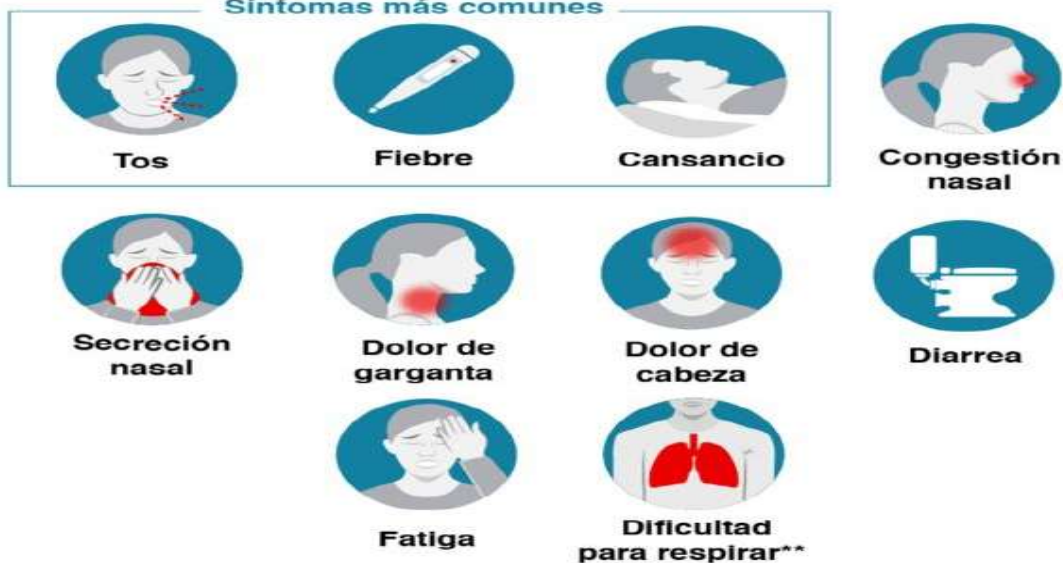 Síntomas más comunes
Tos
Fiebre
Cansancio
Congestión
nasal
Secreción
nasal
Dolor de
garganta
Dolor de
cabeza
Diarrea
Fatiga
Dificultad
para respirar**